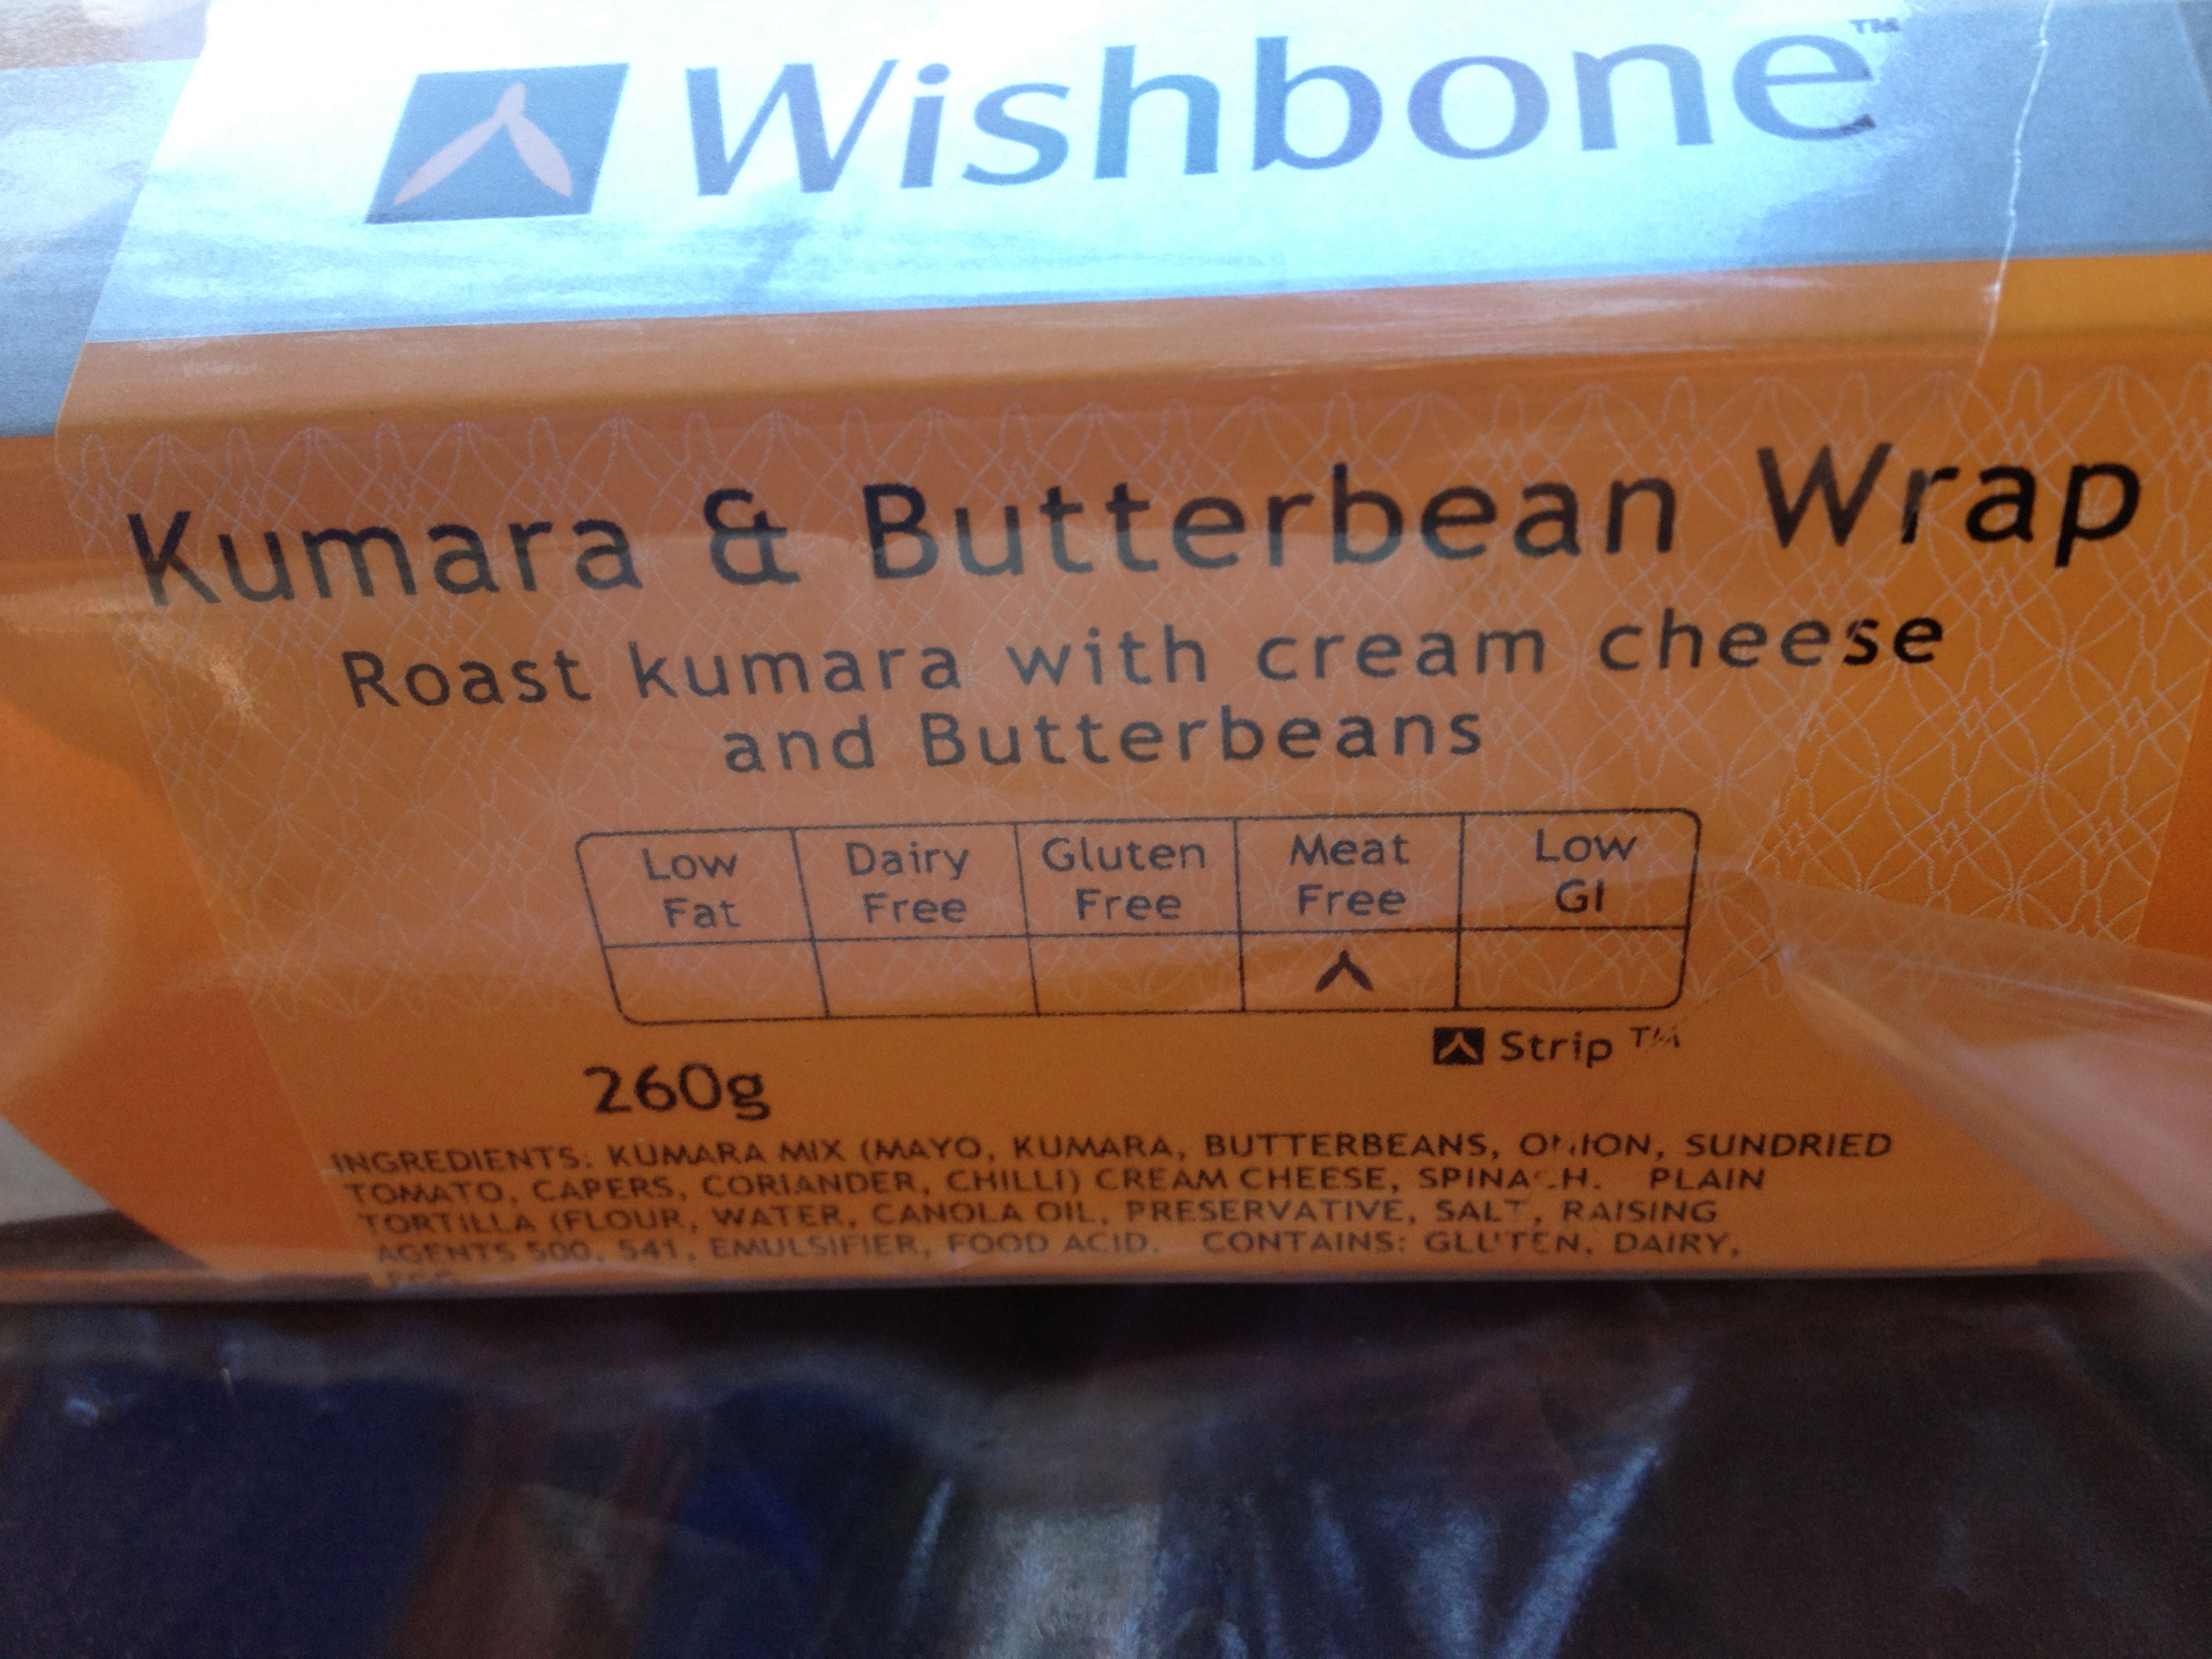 Wishbone™
Kumara & Butterbean Wrap
Roast kumara with cream cheese
and Butterbeans
Low Fat
Dairy Free
Gluten Free
Meat Free
Low GI
Strip™
260g
INGREDIENTS: KUMARA MIX (MAYO, KUMARA, BUTTERBEANS, ONION, SUNDRIED
TOMATO, CAPERS, CORIANDER, CHILLI) CREAM CHEESE, SPINACH. PLAIN
TORTILLA (FLOUR, WATER, CANOLA OIL, PRESERVATIVE, SALT, RAISING
AGENTS 500, 541, EMULSIFIER, FOOD ACID. CONTAINS: GLUTEN, DAIRY,